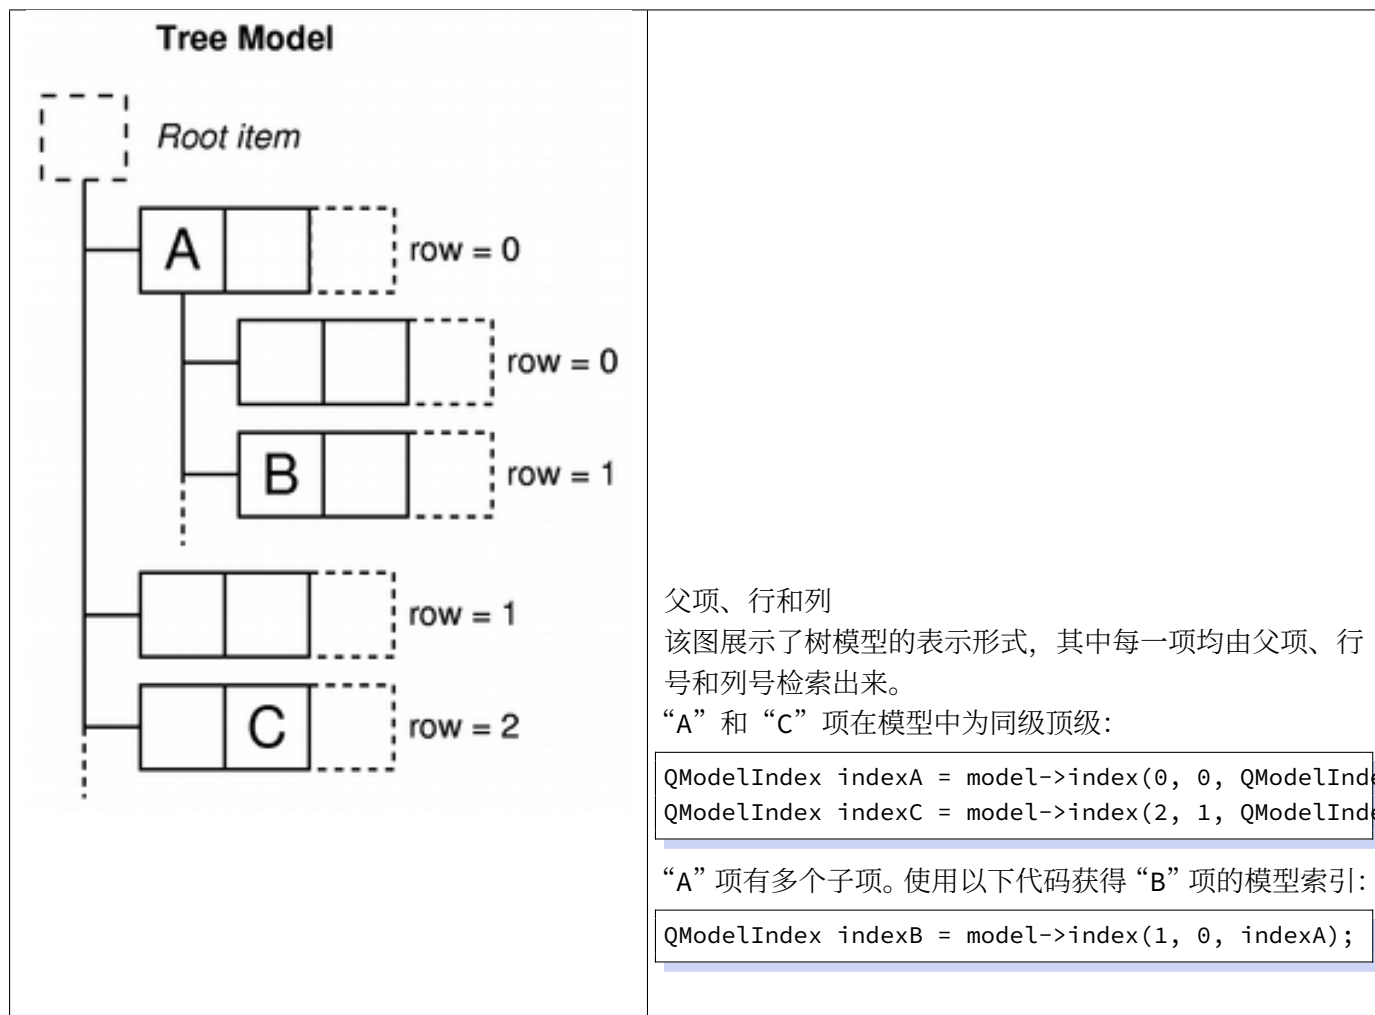 Tree Model
Root item
A
row = 0
row = 0
B
row = 1
row = 1
C
row = 2
父项、行和列
该图展示了树模型的表示形式，其中每一项均由父项、行
号和列号检索出来。
“A”和“C”项在模型中为同级顶级：
QModelIndex indexA = model->index(0, 0, QModelInde
QModelIndex indexC = model->index(2, 1, QModelInde
“A”项有多个子项。使用以下代码获得“B”项的模型索引：
QModelIndex indexB = model->index(1, 0, indexA);